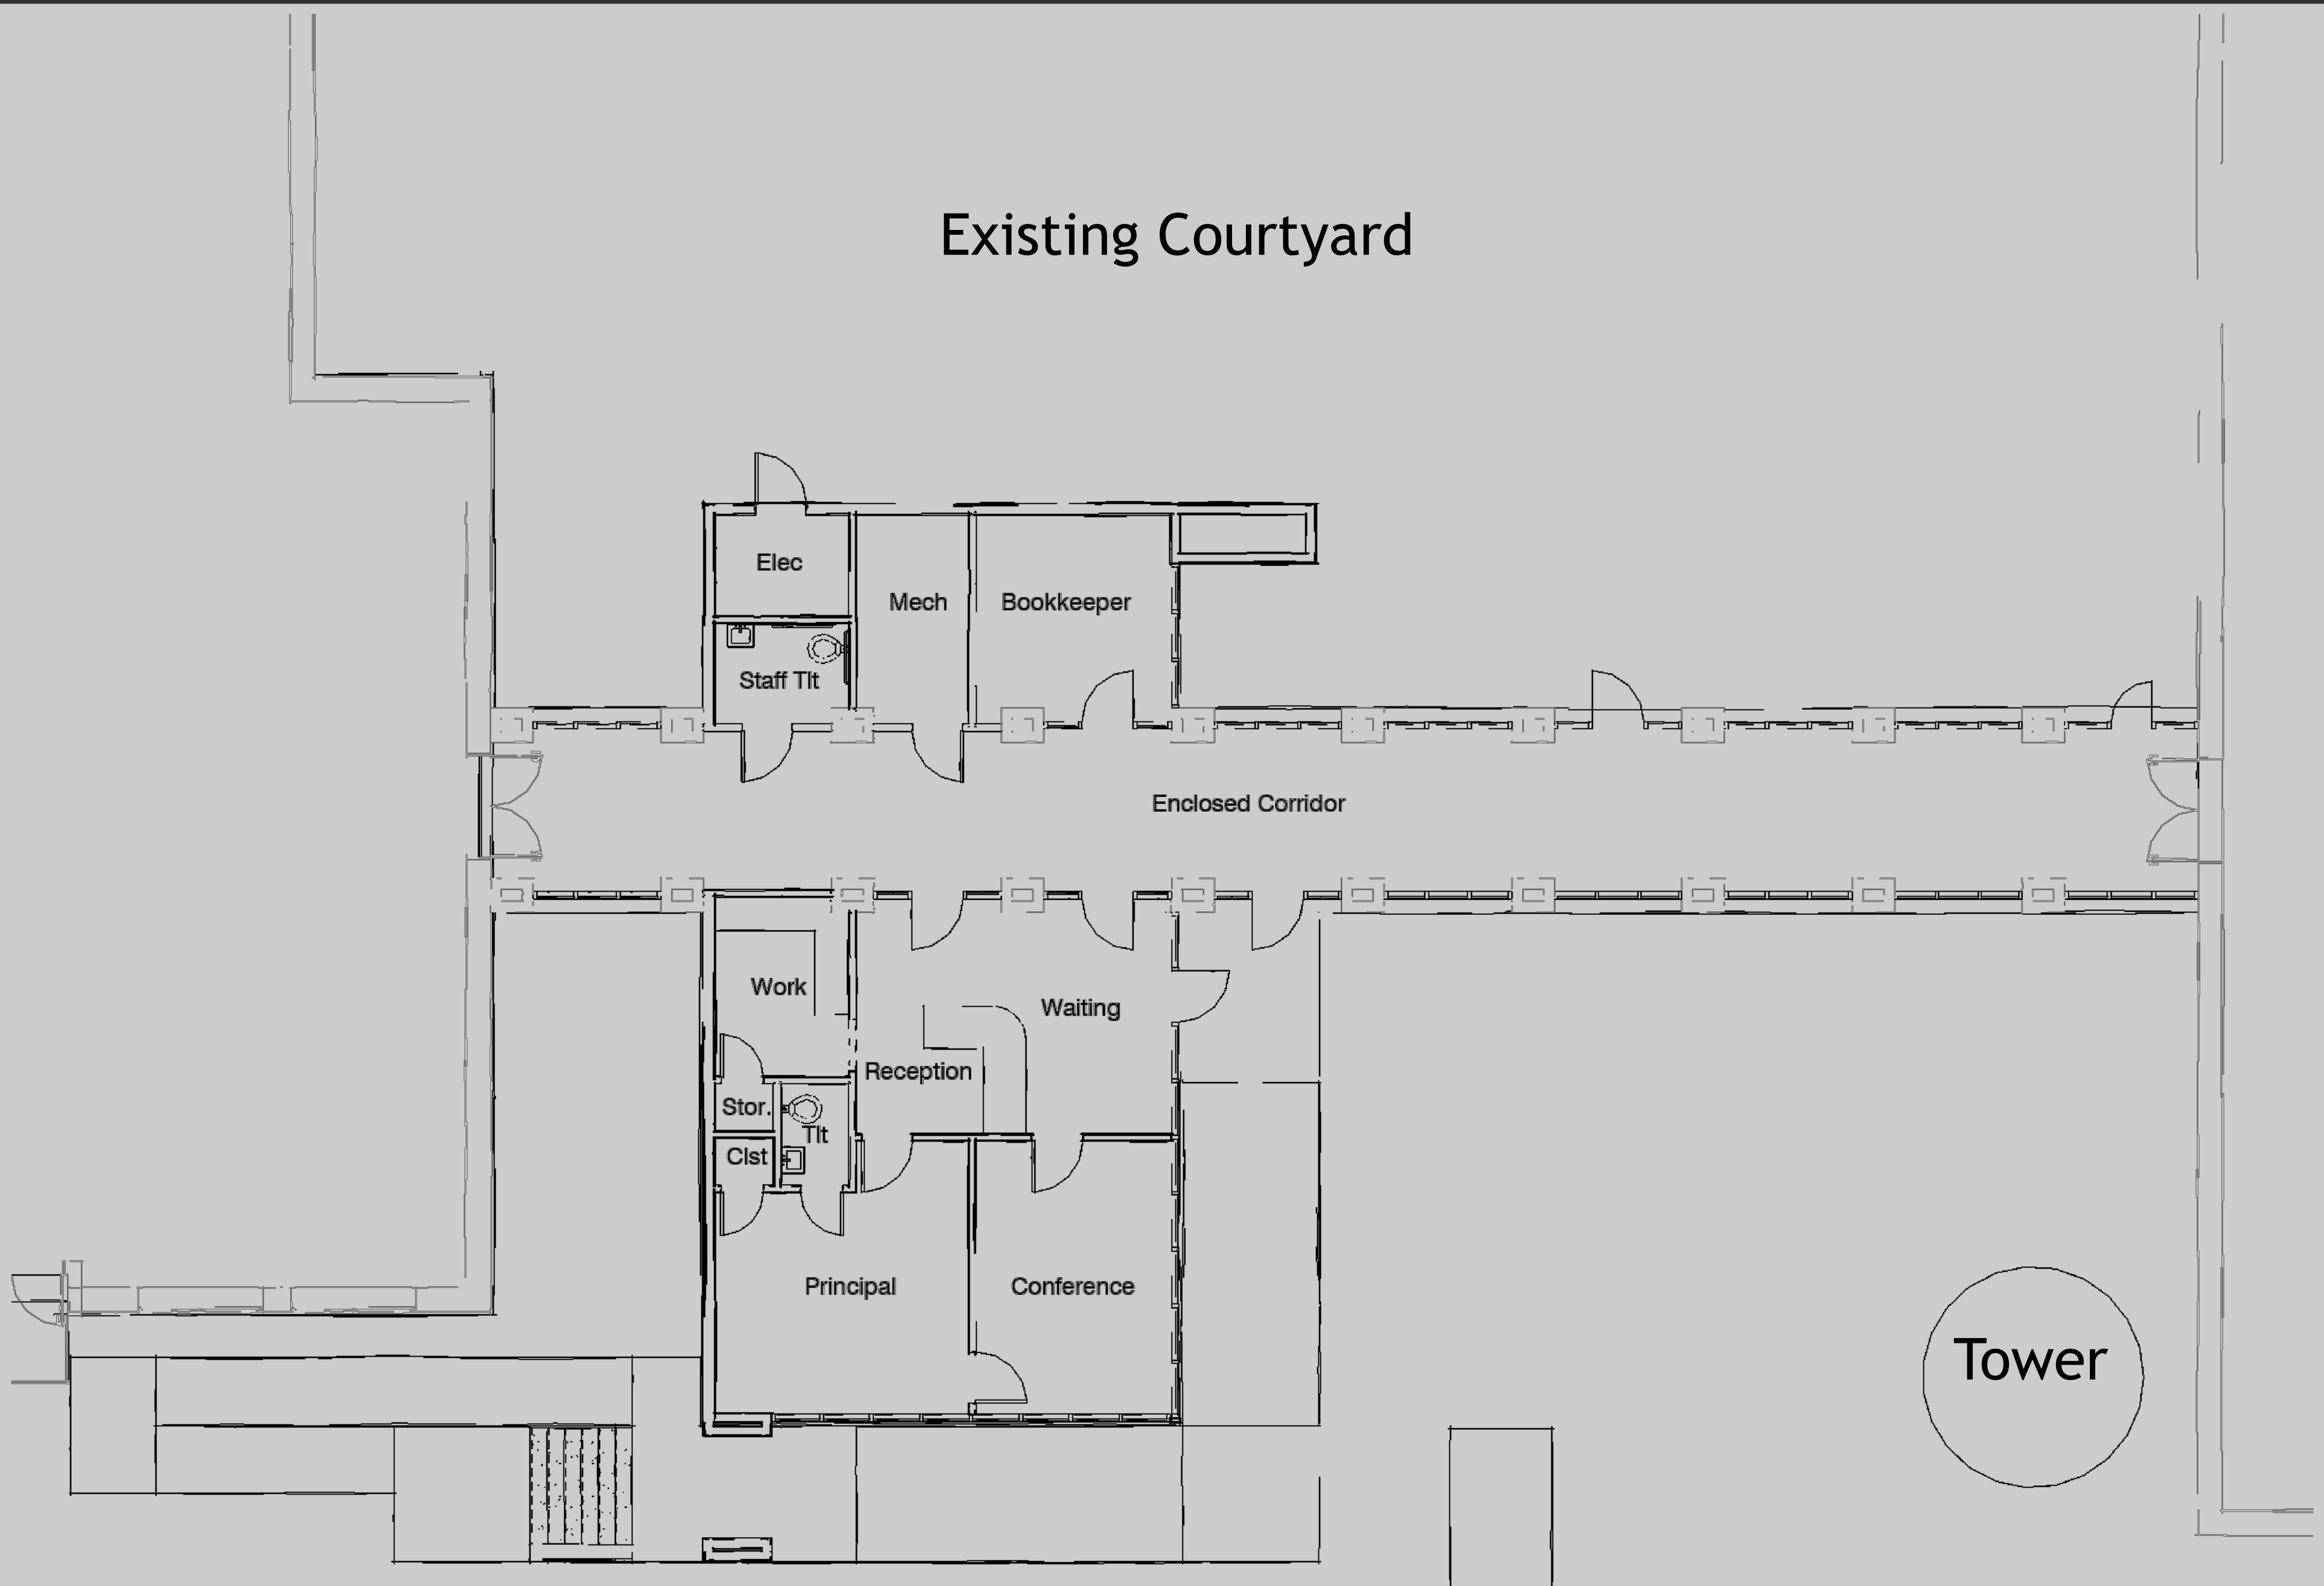 Existing Courtyard
Elec
Mech
Bookkeeper
Staff Tlt
Enclosed Corridor
Work
Waiting
Reception
Stor.
Tlt
Clst
Principal
Conference
Tower